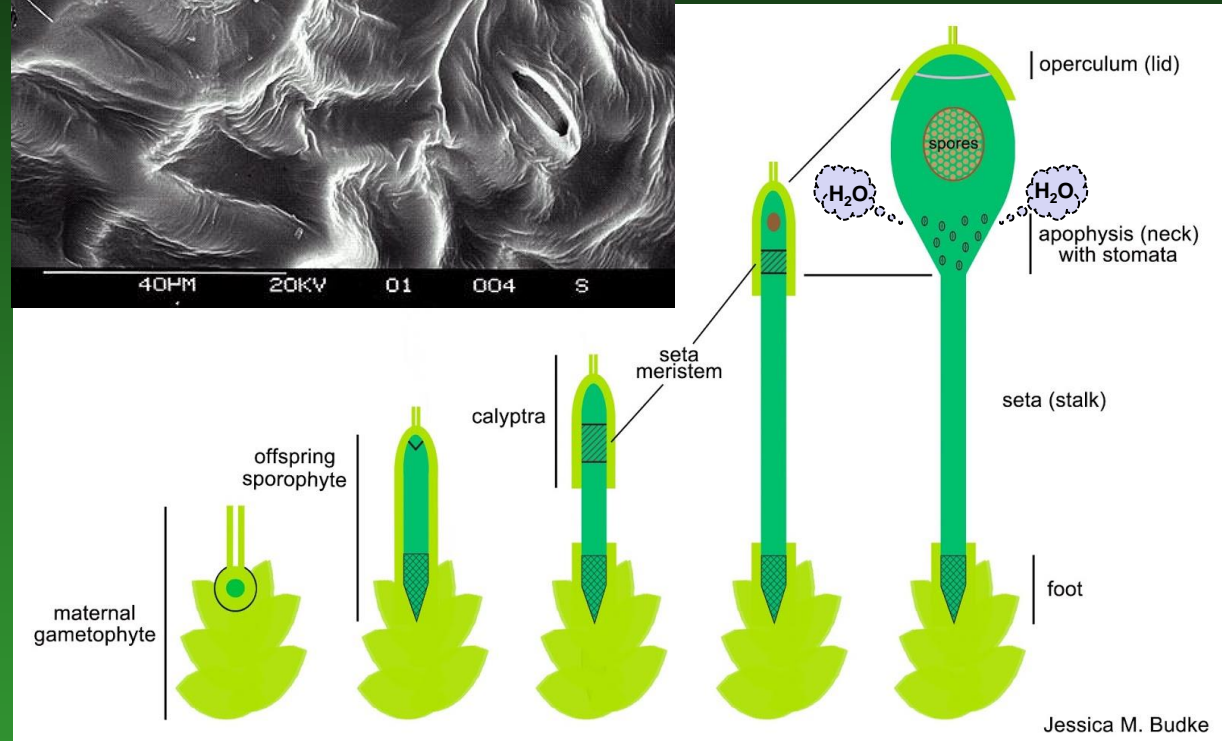 40µM 20KV 01 004 S
operculum (lid)
spores
H₂O
H₂O
apophysis (neck)
with stomata
seta
meristem
calyptra
seta (stalk)
offspring
sporophyte
foot
maternal
gametophyte
Jessica M. Budke